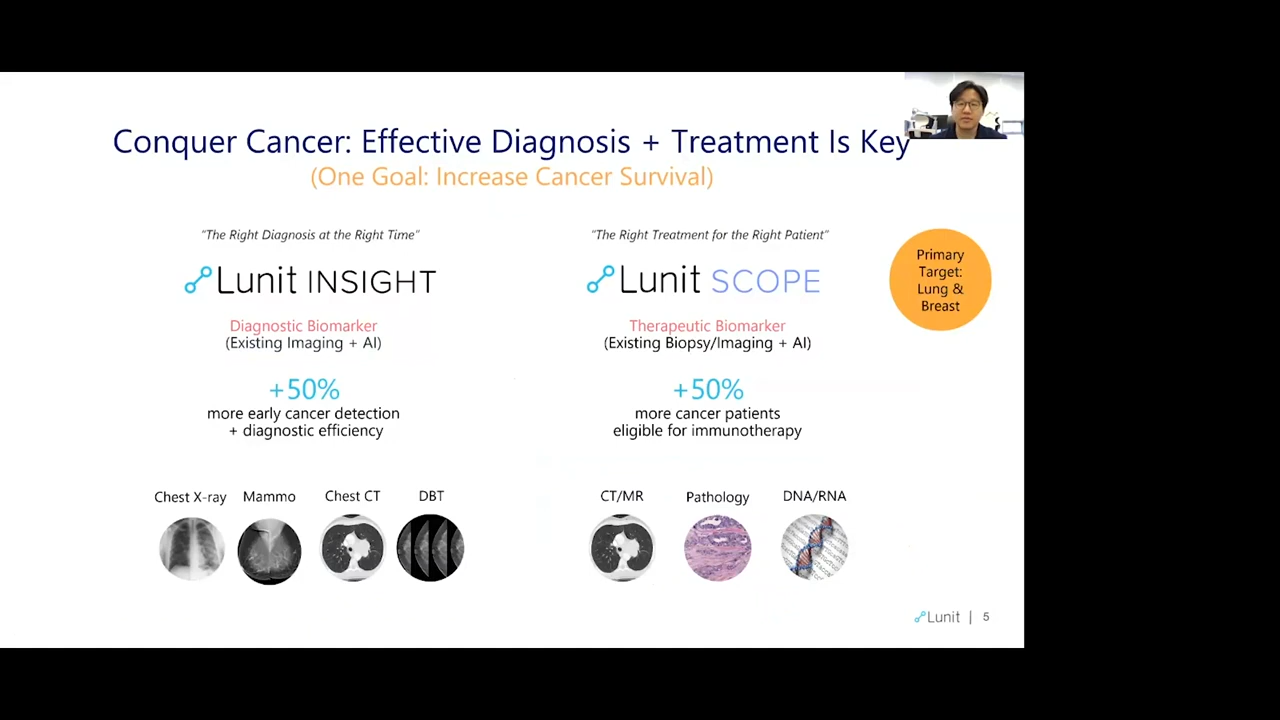 Conquer Cancer: Effective Diagnosis + Treatment Is Key
(One Goal: Increase Cancer Survival)
"The Right Diagnosis at the Right Time"
Lunit INSIGHT
Diagnostic Biomarker
(Existing Imaging + AI)
+50%
more early cancer detection
+ diagnostic efficiency
Chest X-ray
Mammo
Chest CT
DBT
"The Right Treatment for the Right Patient"
Lunit SCOPE
Therapeutic Biomarker
(Existing Biopsy/Imaging + AI)
+50%
more cancer patients
eligible for immunotherapy
CT/MR
Pathology
DNA/RNA
Primary
Target:
Lung &
Breast
Lunit | 5